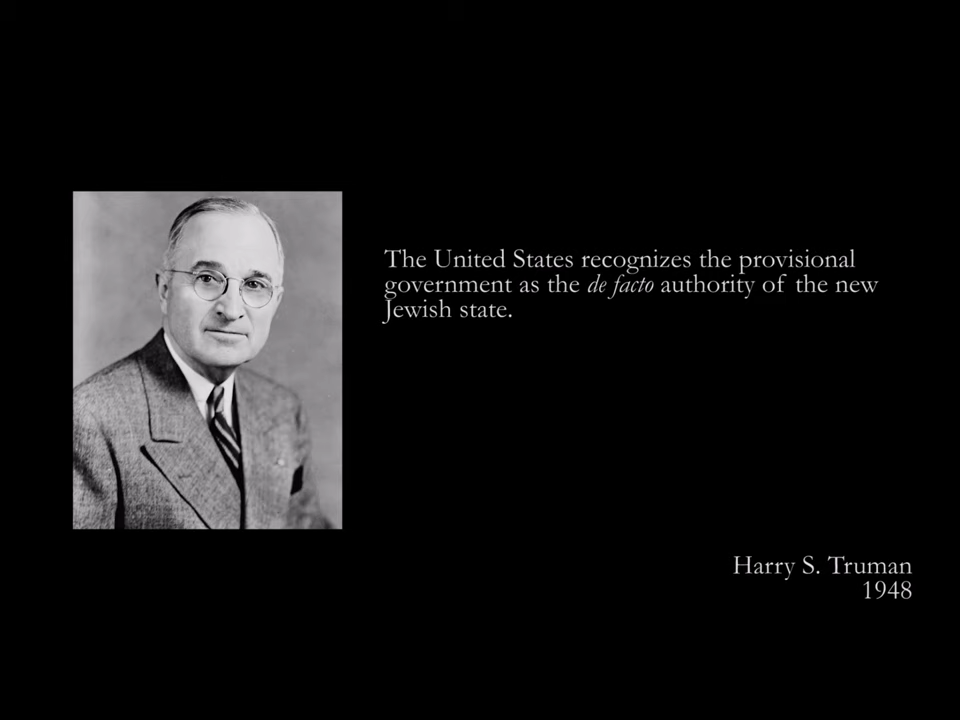 The United States recognizes the provisional
government as the de facto authority of the new
Jewish state.
Harry S. Truman
1948